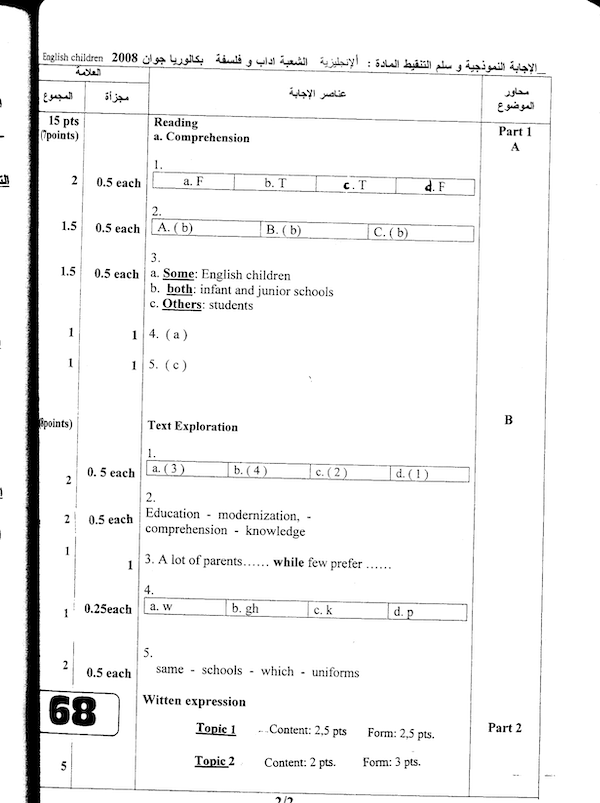 الإجابة النموذجية و سلم التنقيط المادة : الإنجليزية الشعبة اداب و فلسفة بكالوريا جوان 2008 English children
العلامة
محاور الموضوع عناصر الإجابة مجزأة المجموع
15 pts Reading Part 1
(7points) a. Comprehension A
1.
2 0.5 each a. F b. T c. T d. F
2.
1.5 0.5 each A. ( b) B. ( b) C. ( b)
3.
1.5 0.5 each a. Some: English children
b. both: infant and junior schools
c. Others: students
1 1 4. ( a )
1 1 5. ( c )
points) Text Exploration B
1.
2 0. 5 each a. ( 3 ) b. ( 4 ) c. ( 2 ) d. ( 1 )
2.
2 0.5 each Education - modernization, -
comprehension - knowledge
1 1 3. A lot of parents...... while few prefer ......
4.
1 0.25each a. w b. gh c. k d. p
5.
2 0.5 each same - schools - which - uniforms
68 Witten expression
Topic 1 Content: 2,5 pts Form: 2,5 pts. Part 2
5 Topic 2 Content: 2 pts. Form: 3 pts.
2/2